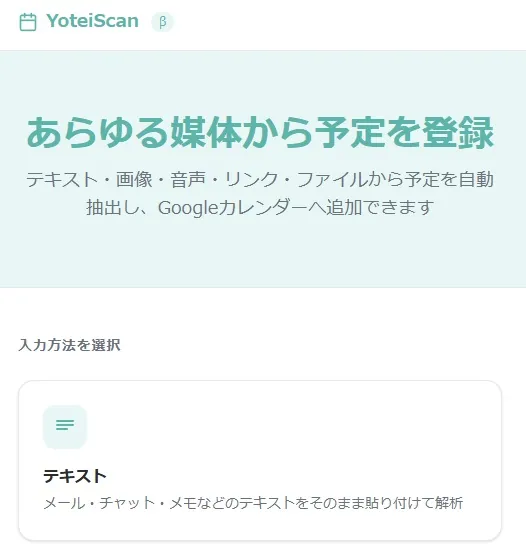 YoteiScan β
あらゆる媒体から予定を登録
テキスト・画像・音声・リンク・ファイルから予定を自動
抽出し、Googleカレンダーへ追加できます
入力方法を選択
テキスト
メール・チャット・メモなどのテキストをそのまま貼り付けて解析